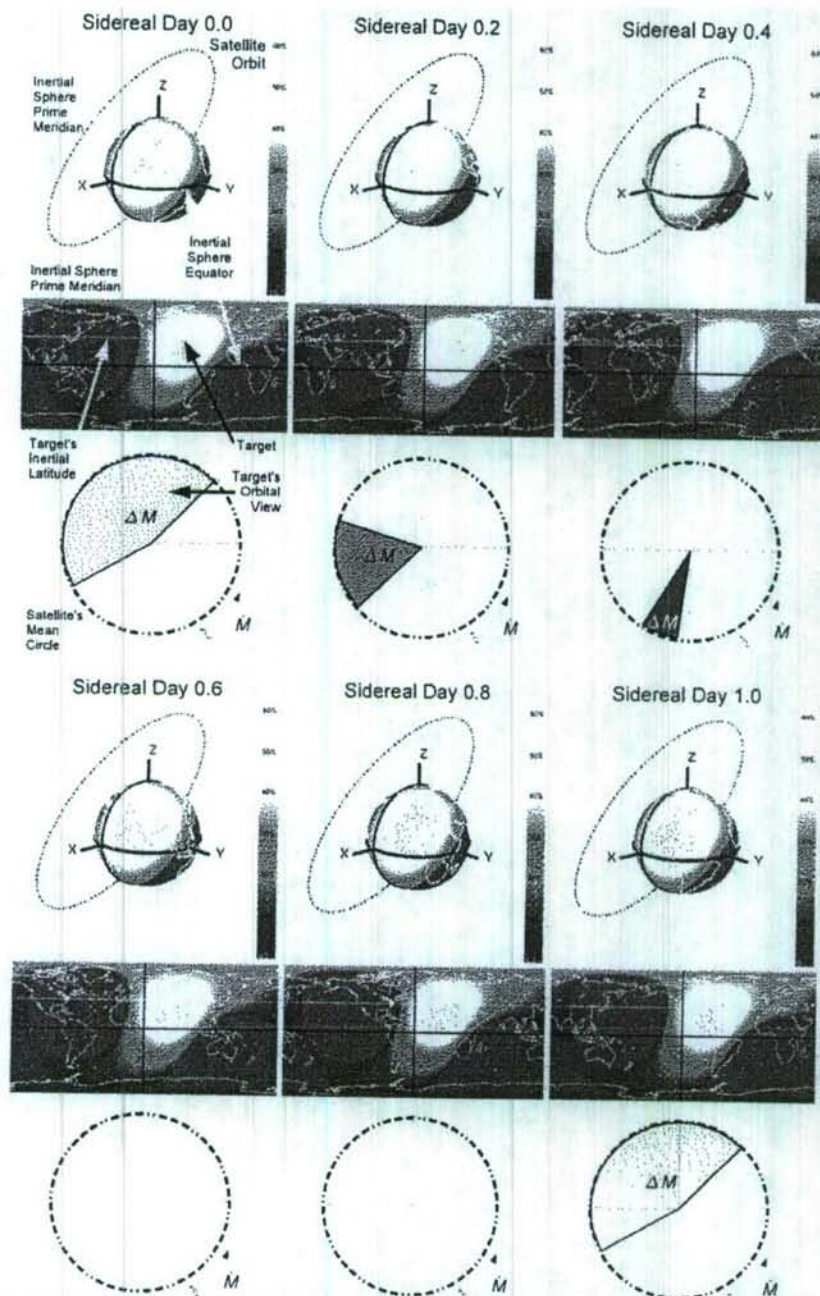 Sidereal Day 0.0
Sidereal Day 0.2
Sidereal Day 0.4
Satellite
Orbit
Inertial
Sphere
Prime
Meridian
Z
X
Y
Z
X
Y
Z
X
Y
Inertial
Sphere
Equator
Inertial Sphere
Prime Meridian
Target's
Inertial
Latitude
Target
Target's
Orbital
View
ΔM
ΔM
ΔM
Satellite's
Mean
Circle
Ṁ
Ṁ
Ṁ
Sidereal Day 0.6
Sidereal Day 0.8
Sidereal Day 1.0
Z
X
Y
Z
X
Y
Z
X
Y
ΔM
Ṁ
Ṁ
Ṁ